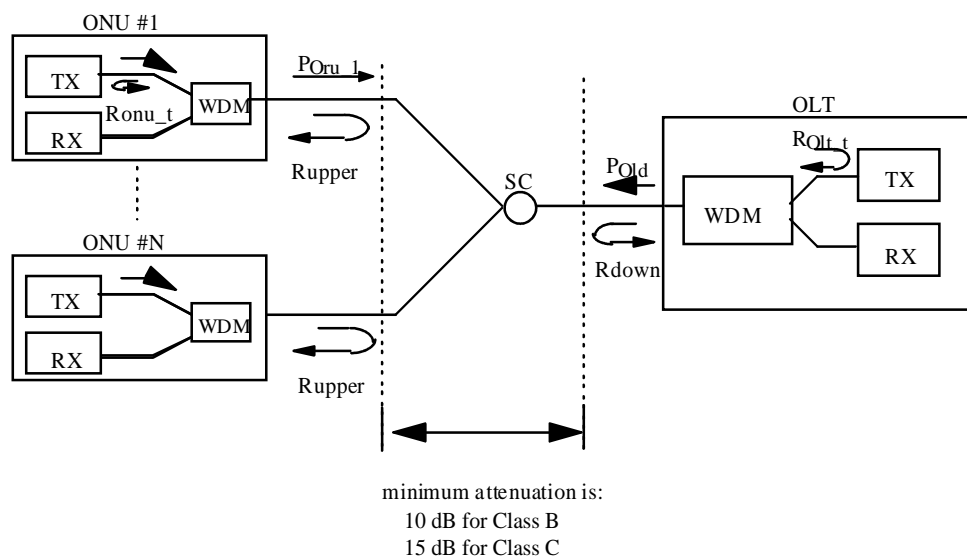 ONU #1
TX
Ronu_t
RX
WDM
POru_1
Rupper
ONU #N
TX
RX
WDM
Rupper
SC
OLT
POld
ROlt_t
WDM
TX
RX
Rdown
minimum attenuation is:
10 dB for Class B
15 dB for Class C